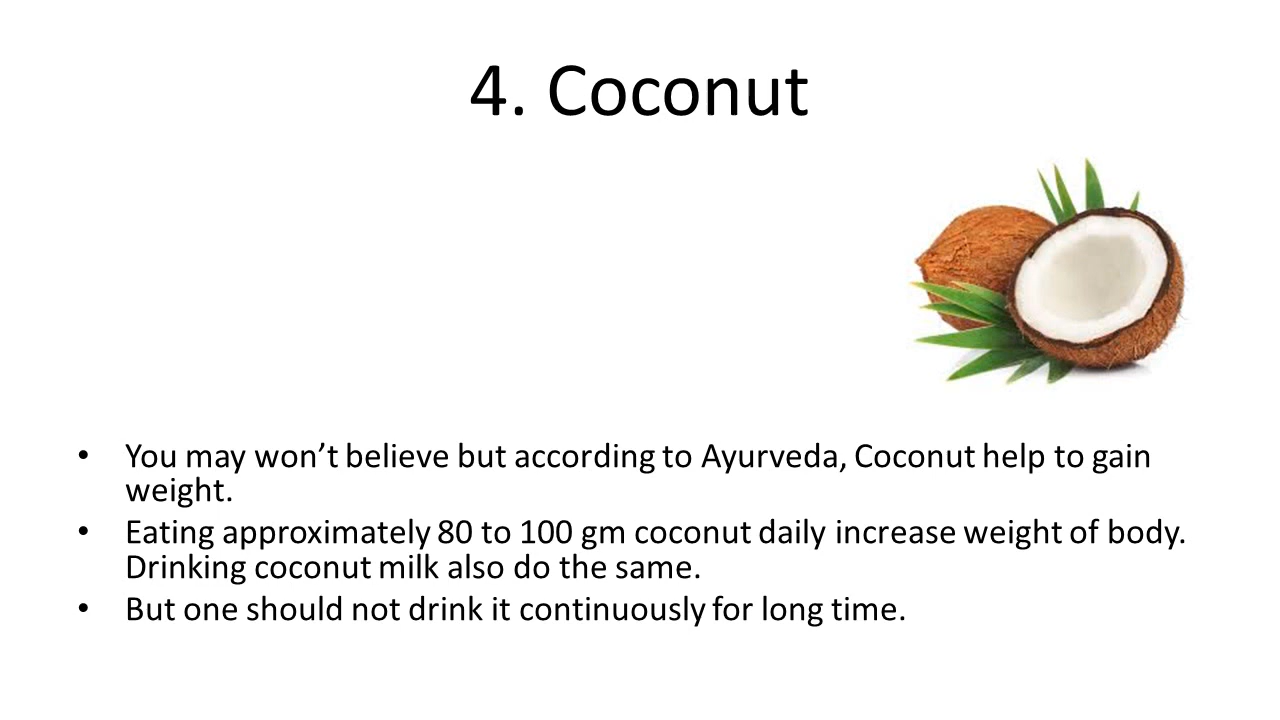 4. Coconut
• You may won’t believe but according to Ayurveda, Coconut help to gain
weight.
• Eating approximately 80 to 100 gm coconut daily increase weight of body.
Drinking coconut milk also do the same.
• But one should not drink it continuously for long time.